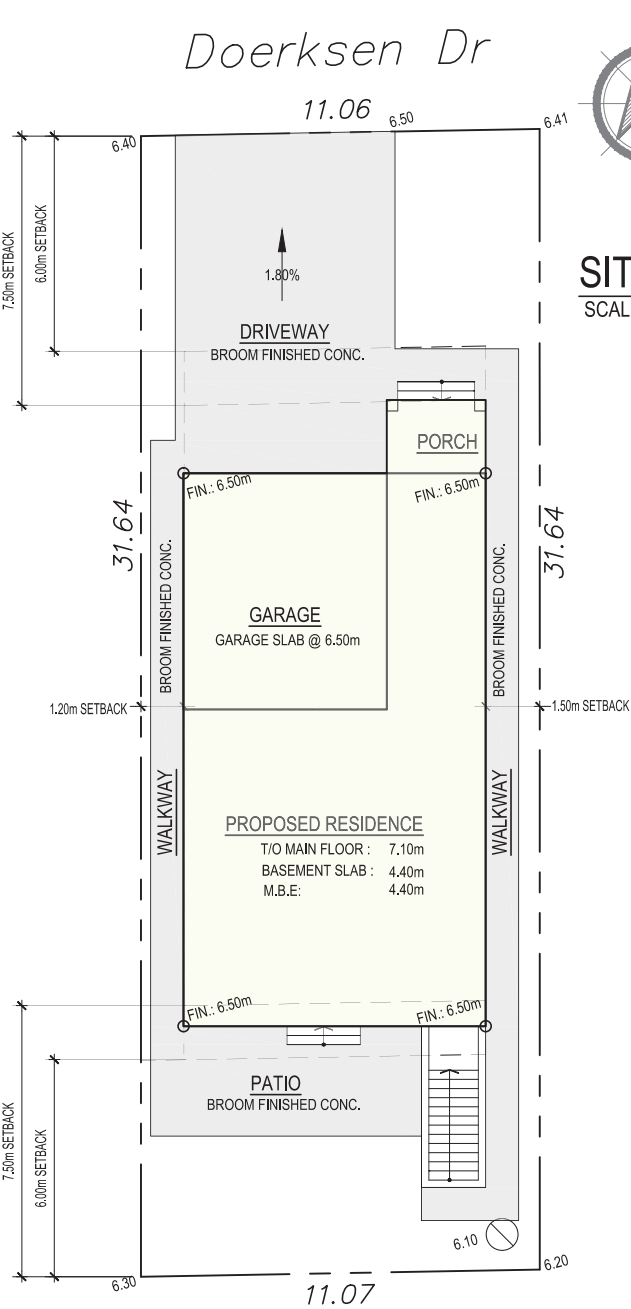 Doerksen Dr
11.06
6.40
6.50
6.41
7.50m SETBACK
6.00m SETBACK
1.80%
SIT
SCAL
DRIVEWAY
BROOM FINISHED CONC.
PORCH
FIN.: 6.50m
FIN.: 6.50m
31.64
31.64
BROOM FINISHED CONC.
BROOM FINISHED CONC.
GARAGE
GARAGE SLAB @ 6.50m
1.20m SETBACK
1.50m SETBACK
WALKWAY
WALKWAY
PROPOSED RESIDENCE
T/O MAIN FLOOR : 7.10m
BASEMENT SLAB : 4.40m
M.B.E: 4.40m
FIN.: 6.50m
FIN.: 6.50m
PATIO
BROOM FINISHED CONC.
7.50m SETBACK
6.00m SETBACK
6.10
6.30
6.20
11.07